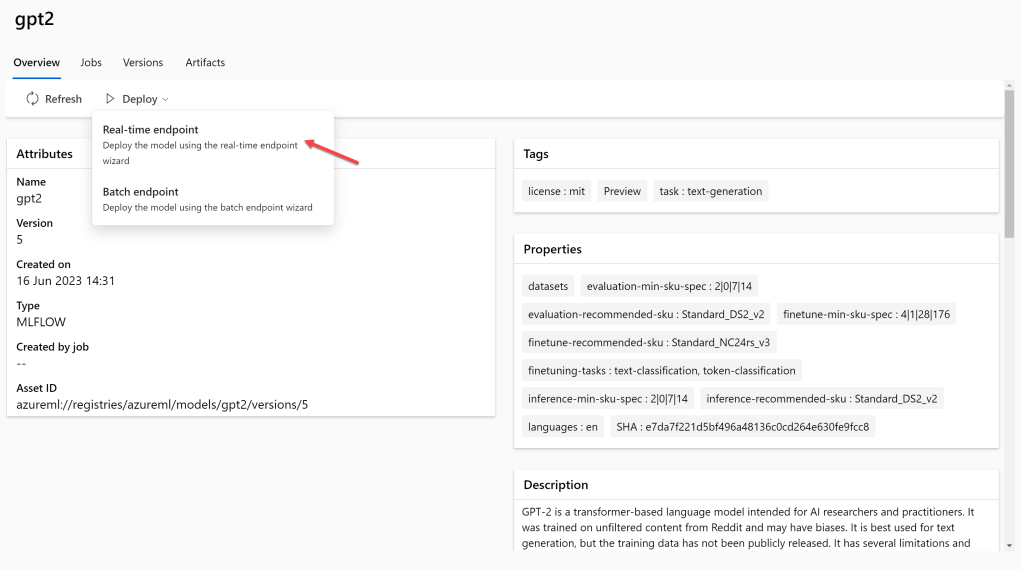 gpt2
Overview Jobs Versions Artifacts
Refresh Deploy
Real-time endpoint
Deploy the model using the real-time endpoint
wizard
Batch endpoint
Deploy the model using the batch endpoint wizard
Attributes
Name
gpt2
Version
5
Created on
16 Jun 2023 14:31
Type
MLFLOW
Created by job
--
Asset ID
azureml://registries/azureml/models/gpt2/versions/5
Tags
license : mit Preview task : text-generation
Properties
datasets evaluation-min-sku-spec : 2|0|7|14
evaluation-recommended-sku : Standard_DS2_v2 finetune-min-sku-spec : 4|1|28|176
finetune-recommended-sku : Standard_NC24rs_v3
finetuning-tasks : text-classification, token-classification
inference-min-sku-spec : 2|0|7|14 inference-recommended-sku : Standard_DS2_v2
languages : en SHA : e7da7f221d5bf496a48136c0cd264e630fe9fcc8
Description
GPT-2 is a transformer-based language model intended for AI researchers and practitioners. It
was trained on unfiltered content from Reddit and may have biases. It is best used for text
generation, but the training data has not been publicly released. It has several limitations and